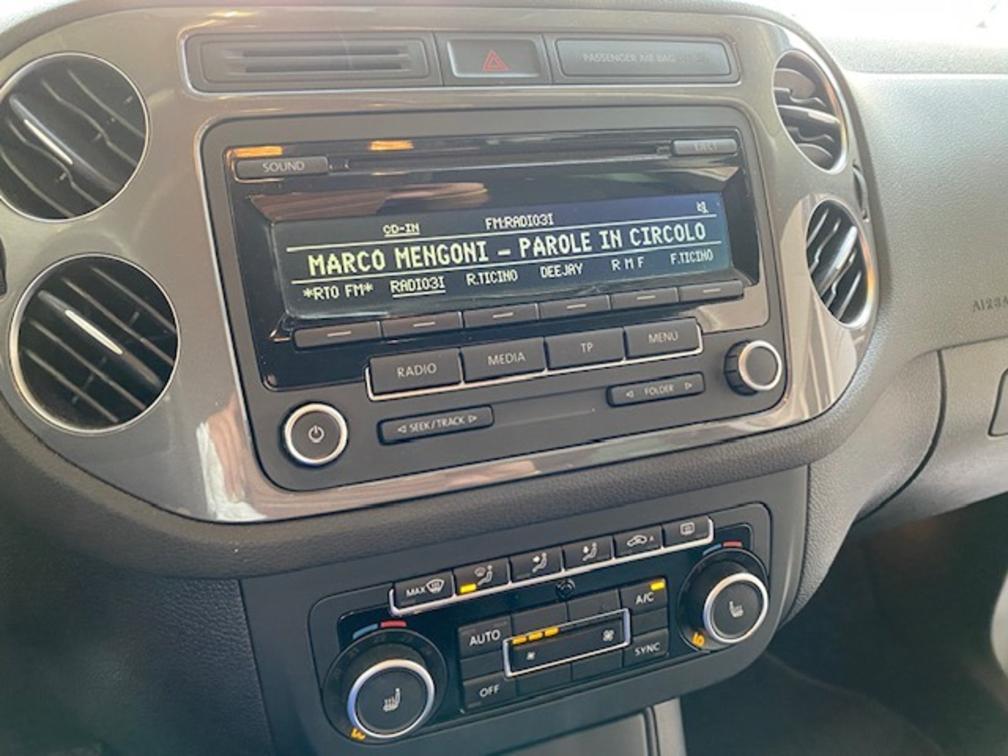 PASSENGER AIR BAG
SOUND
EJECT
CD-IN FM:RADIO3I
MARCO MENGONI - PAROLE IN CIRCOLO
*RTO FM* RADIO3I R.TICINO DEEJAY R M F F.TICINO
RADIO MEDIA TP MENU
◁ SEEK / TRACK ▷ ◁ FOLDER ▷
MAX
A
AUTO A/C
OFF SYNC